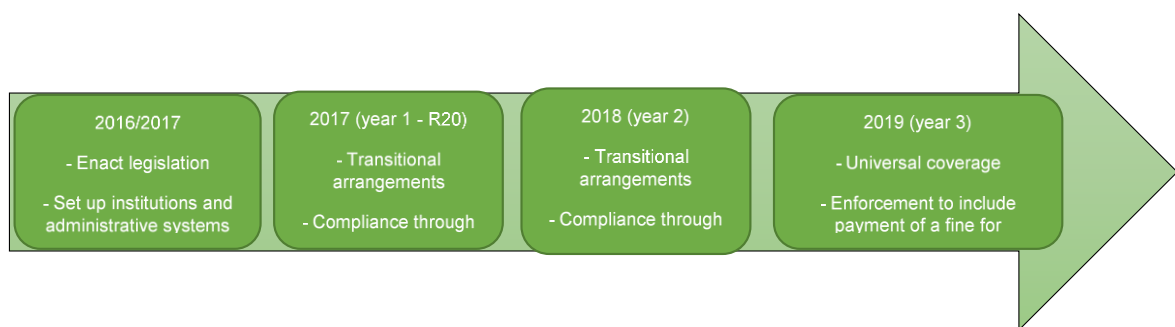 2016/2017
- Enact legislation
- Set up institutions and
administrative systems
2017 (year 1 - R20)
- Transitional
arrangements
- Compliance through
2018 (year 2)
- Transitional
arrangements
- Compliance through
2019 (year 3)
- Universal coverage
- Enforcement to include
payment of a fine for